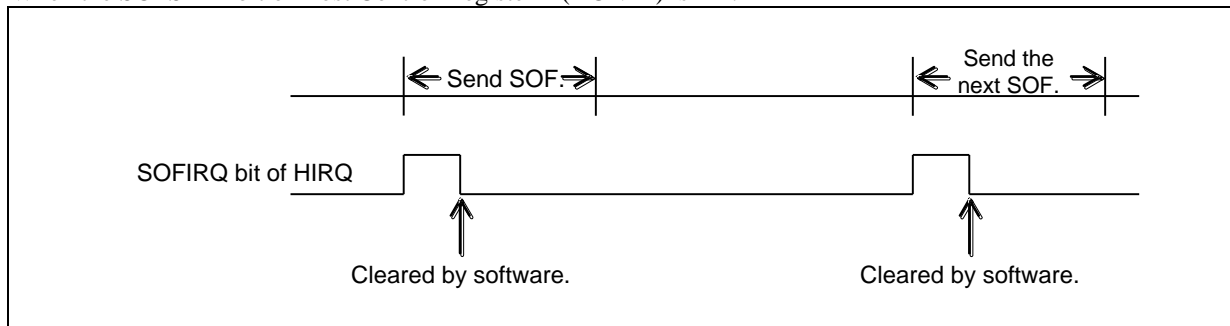 Send SOF.
Send the
next SOF.
SOFIRQ bit of HIRQ
Cleared by software.
Cleared by software.